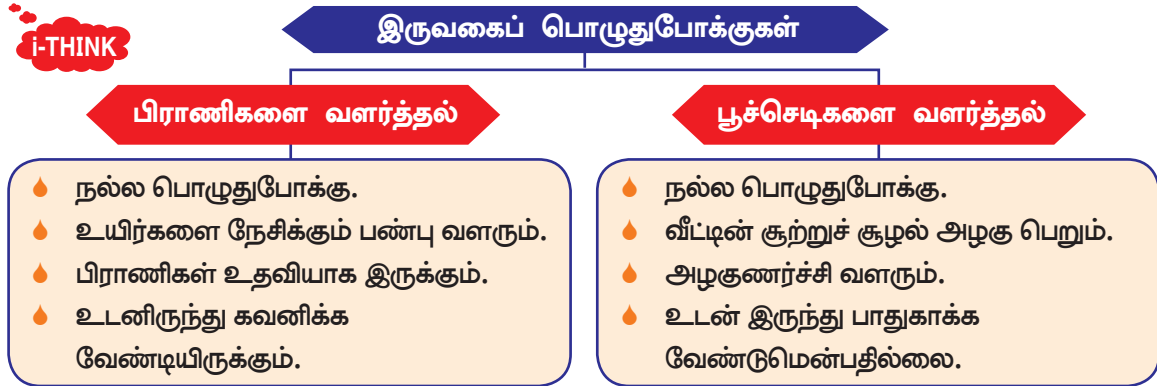 i-THINK
இருவகைப் பொழுதுபோக்குகள்
பிராணிகளை வளர்த்தல்
நல்ல பொழுதுபோக்கு.
உயிர்களை நேசிக்கும் பண்பு வளரும்.
பிராணிகள் உதவியாக இருக்கும்.
உடனிருந்து கவனிக்க
வேண்டியிருக்கும்.
பூச்செடிகளை வளர்த்தல்
நல்ல பொழுதுபோக்கு.
வீட்டின் சூற்றுச் சூழல் அழகு பெறும்.
அழகுணர்ச்சி வளரும்.
உடன் இருந்து பாதுகாக்க
வேண்டுமென்பதில்லை.